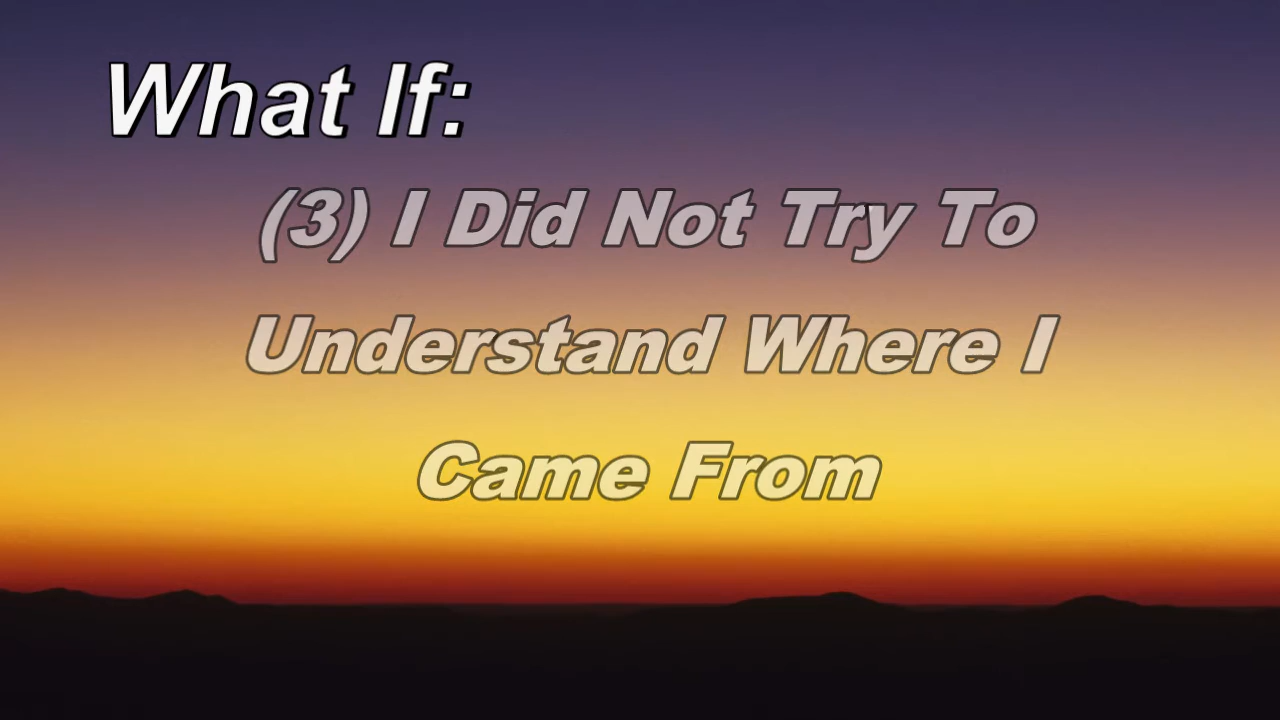 What If:
(3) I Did Not Try To
Understand Where I
Came From